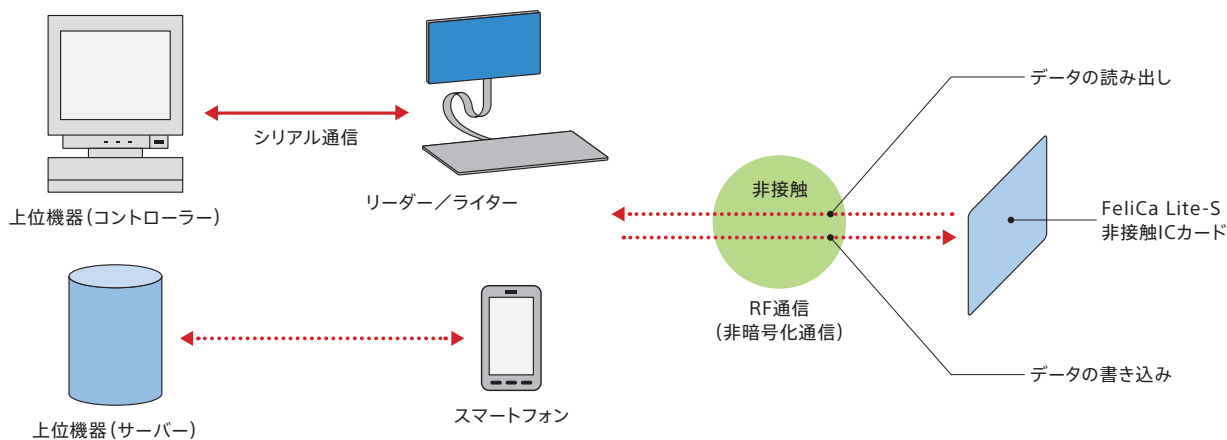 データの読み出し
シリアル通信
非接触
リーダー／ライター
上位機器（コントローラー）
FeliCa Lite-S
非接触ICカード
RF通信
（非暗号化通信）
データの書き込み
スマートフォン
上位機器（サーバー）